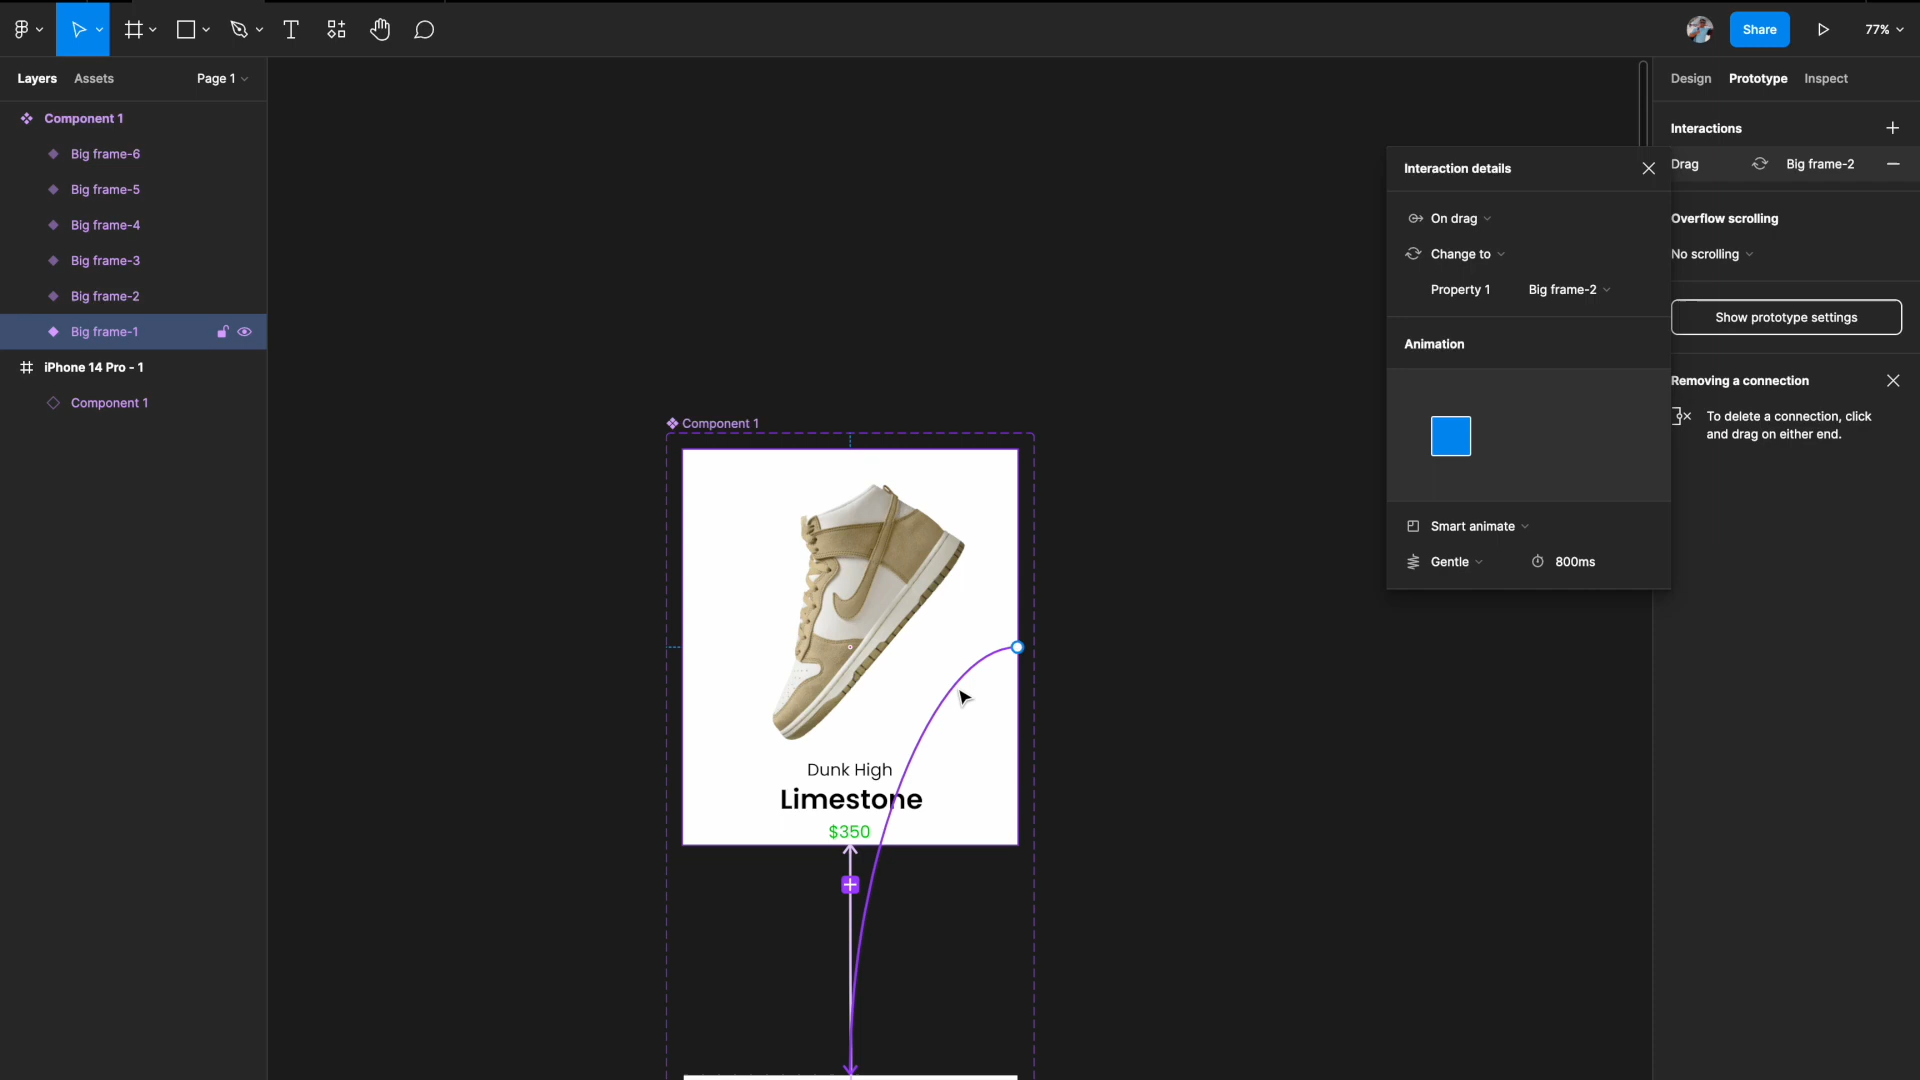 Share
77%
Layers
Assets
Page 1
Component 1
Big frame-6
Big frame-5
Big frame-4
Big frame-3
Big frame-2
Big frame-1
iPhone 14 Pro - 1
Component 1
Component 1
Dunk High
Limestone
$350
Interaction details
On drag
Change to
Property 1
Big frame-2
Animation
Smart animate
Gentle
800ms
Design
Prototype
Inspect
Interactions
Drag
Big frame-2
Overflow scrolling
No scrolling
Show prototype settings
Removing a connection
To delete a connection, click
and drag on either end.